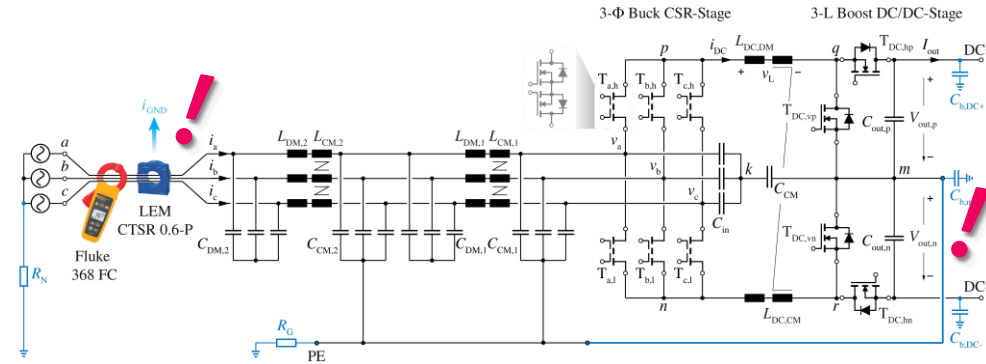 3-Φ Buck CSR-Stage
3-L Boost DC/DC-Stage
p
i_DC
L_DC,DM
q
T_DC,hp
I_out
DC+
+
v_L
−
T_a,h
T_b,h
T_c,h
T_DC,vp
C_out,p
+
V_out,p
−
C_b,DC+
i_GND
a
b
c
i_a
i_b
i_c
L_DM,2
L_CM,2
L_DM,1
L_CM,1
v_a
v_b
v_c
k
C_CM
m
C_b,n
LEM
CTSR 0.6-P
Fluke
368 FC
C_DM,2
C_CM,2
C_DM,1
C_CM,1
C_in
T_DC,vn
C_out,n
+
V_out,n
−
T_a,l
T_b,l
T_c,l
R_N
n
L_DC,CM
r
T_DC,hn
DC-
C_b,DC-
R_G
PE
!
!